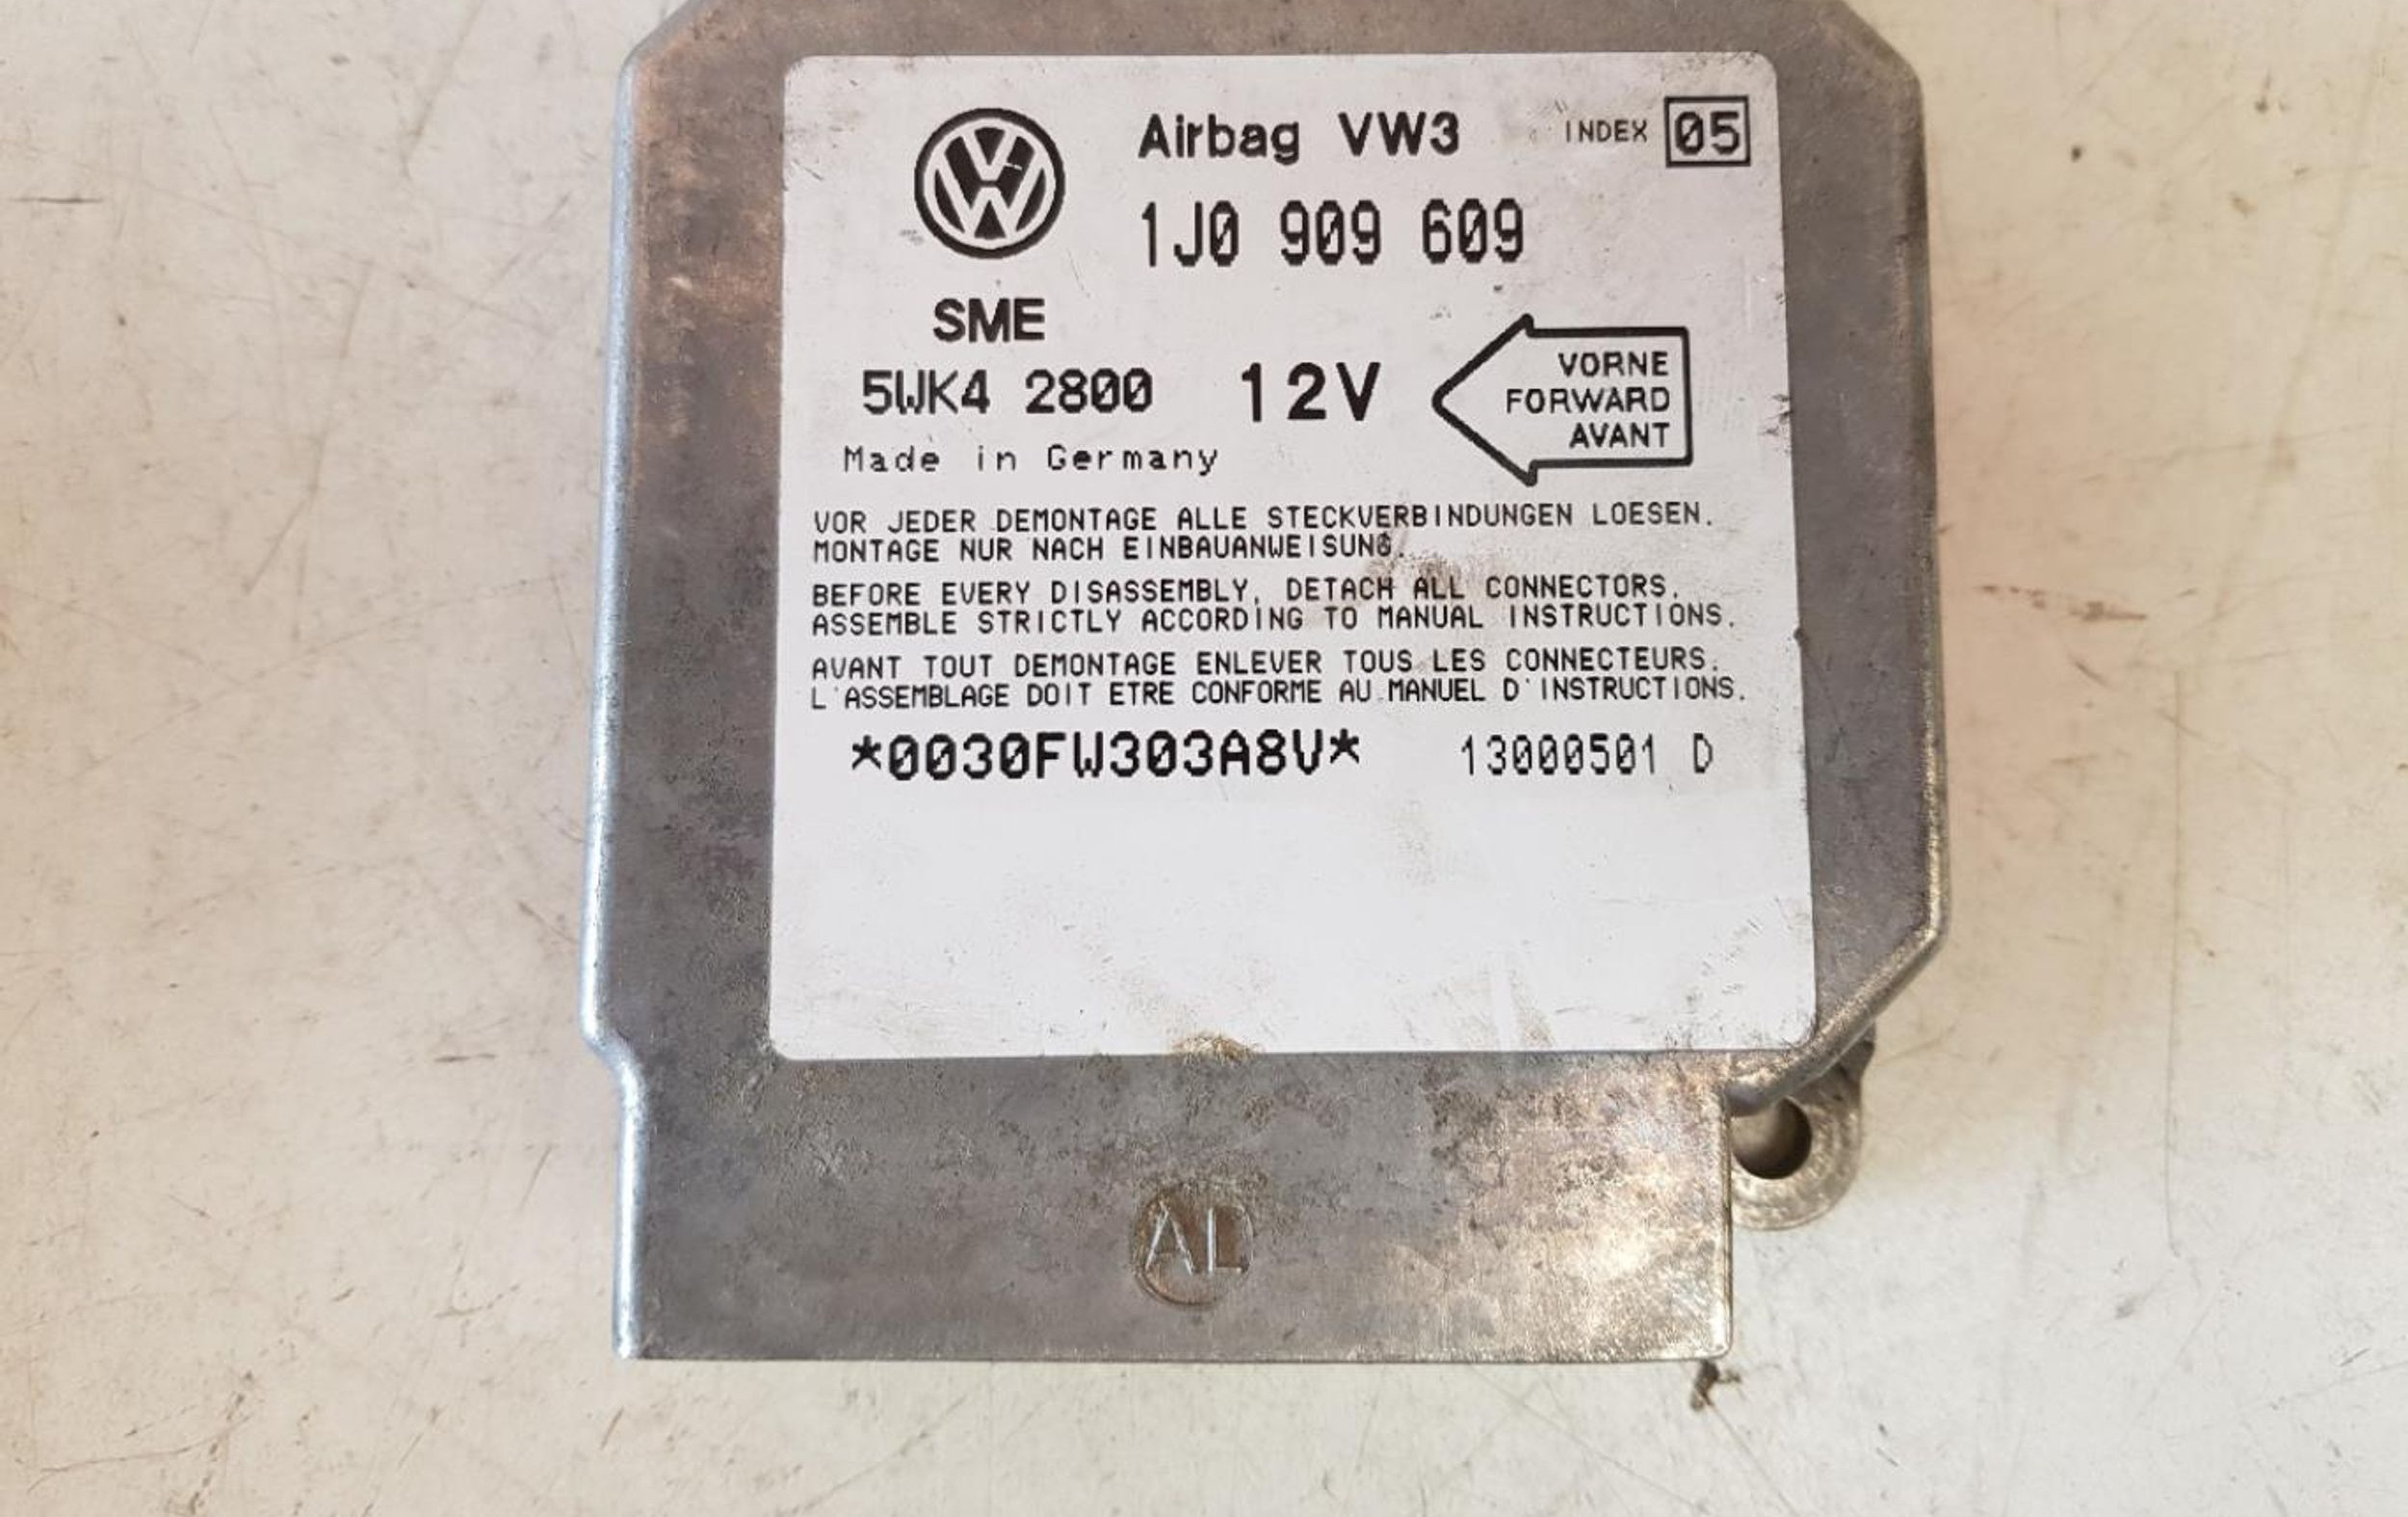 Airbag VW3 INDEX 05
1J0 909 609
SME
5WK4 2800 12V
VORNE
FORWARD
AVANT
Made in Germany
VOR JEDER DEMONTAGE ALLE STECKVERBINDUNGEN LOESEN.
MONTAGE NUR NACH EINBAUANWEISUNG.
BEFORE EVERY DISASSEMBLY, DETACH ALL CONNECTORS.
ASSEMBLE STRICTLY ACCORDING TO MANUAL INSTRUCTIONS.
AVANT TOUT DEMONTAGE ENLEVER TOUS LES CONNECTEURS.
L'ASSEMBLAGE DOIT ETRE CONFORME AU MANUEL D'INSTRUCTIONS.
*0030FW303A8V* 13000501 D
AL